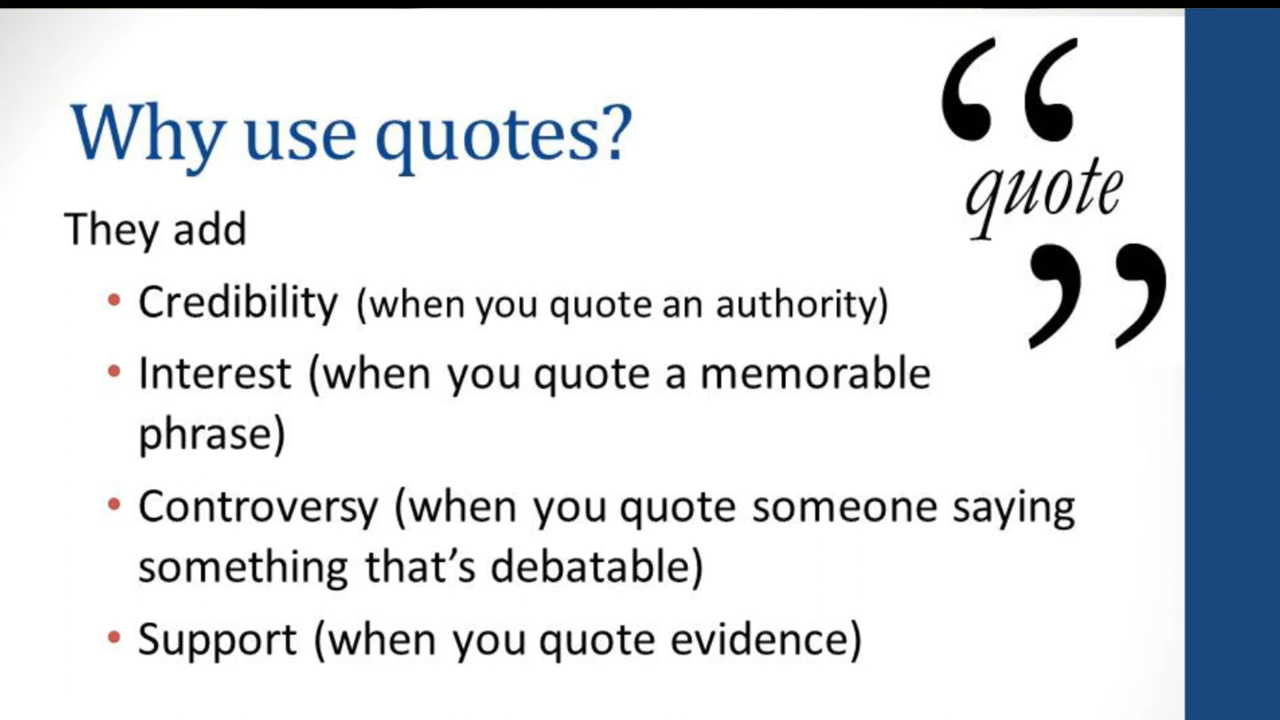 Why use quotes?
“
quote
”
They add
• Credibility (when you quote an authority)
• Interest (when you quote a memorable
phrase)
• Controversy (when you quote someone saying
something that’s debatable)
• Support (when you quote evidence)